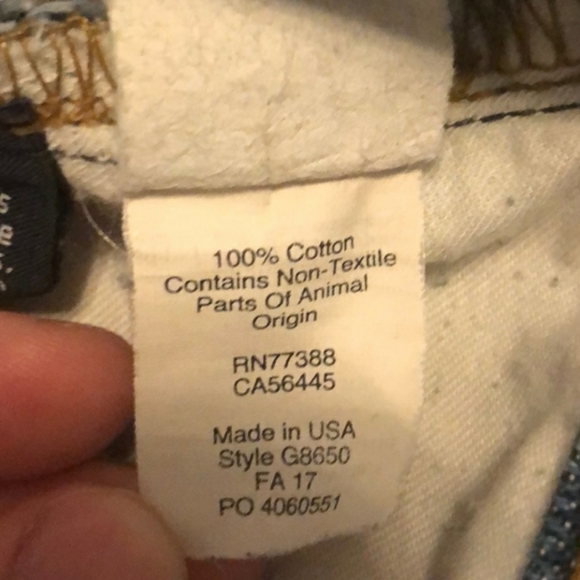 100% Cotton
Contains Non-Textile
Parts Of Animal
Origin
RN77388
CA56445
Made in USA
Style G8650
FA 17
PO 4060551